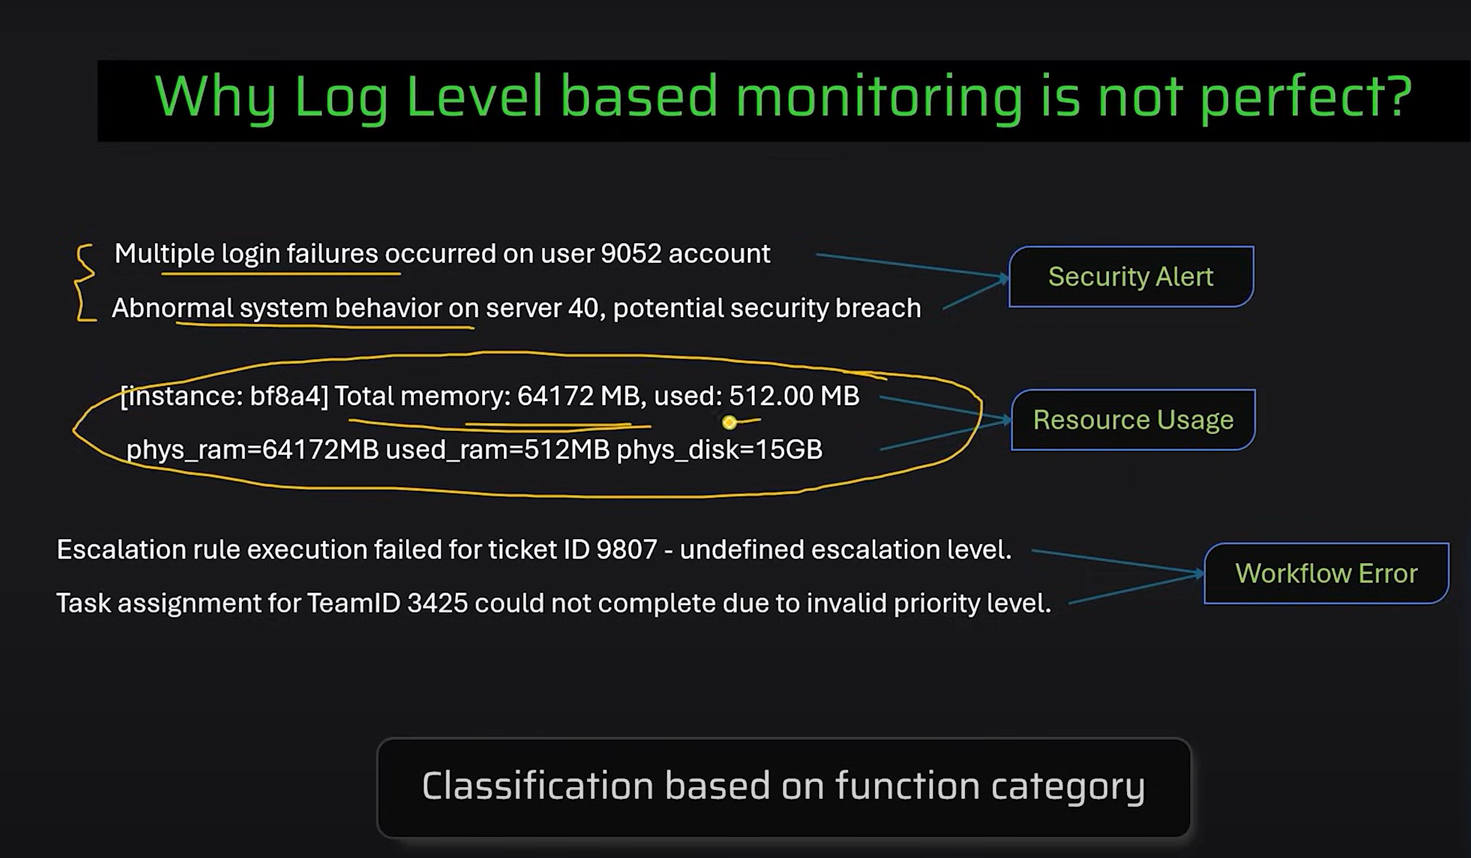 Why Log Level based monitoring is not perfect?
Multiple login failures occurred on user 9052 account
Abnormal system behavior on server 40, potential security breach
Security Alert
[instance: bf8a4] Total memory: 64172 MB, used: 512.00 MB
phys_ram=64172MB used_ram=512MB phys_disk=15GB
Resource Usage
Escalation rule execution failed for ticket ID 9807 - undefined escalation level.
Task assignment for TeamID 3425 could not complete due to invalid priority level.
Workflow Error
Classification based on function category